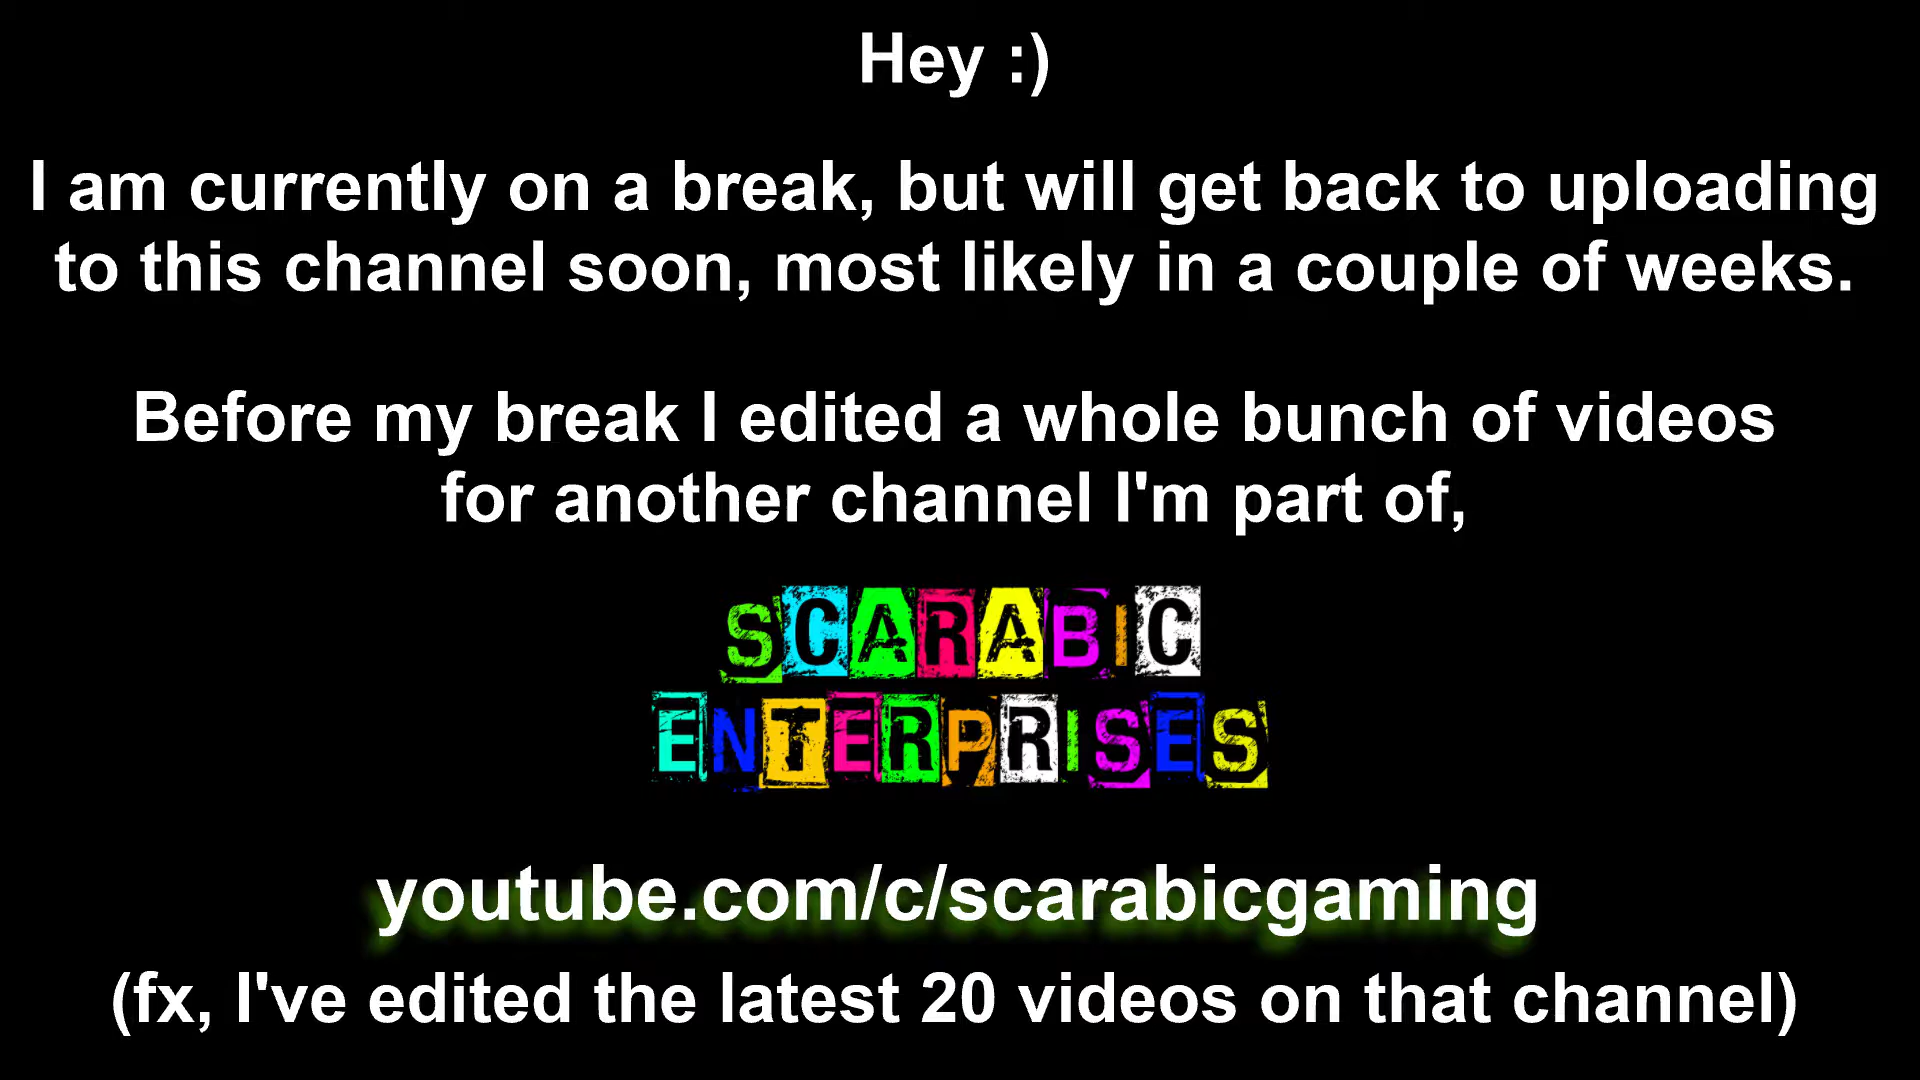 Hey :)
I am currently on a break, but will get back to uploading
to this channel soon, most likely in a couple of weeks.
Before my break I edited a whole bunch of videos
for another channel I'm part of,
SCARABIC
ENTERPRISES
youtube.com/c/scarabicgaming
(fx, I've edited the latest 20 videos on that channel)